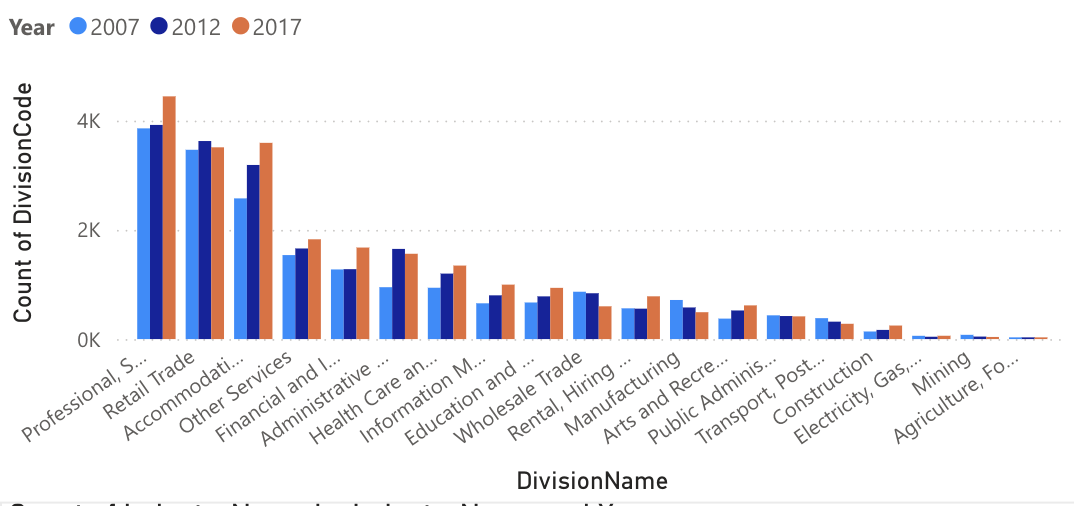 Year 2007 2012 2017
Count of DivisionCode
4K
2K
0K
Professional, S...
Retail Trade
Accommodati...
Other Services
Financial and I...
Administrative ...
Health Care an...
Information M...
Education and ...
Wholesale Trade
Rental, Hiring ...
Manufacturing
Arts and Recre...
Public Adminis...
Transport, Post...
Construction
Electricity, Gas,...
Mining
Agriculture, Fo...
DivisionName